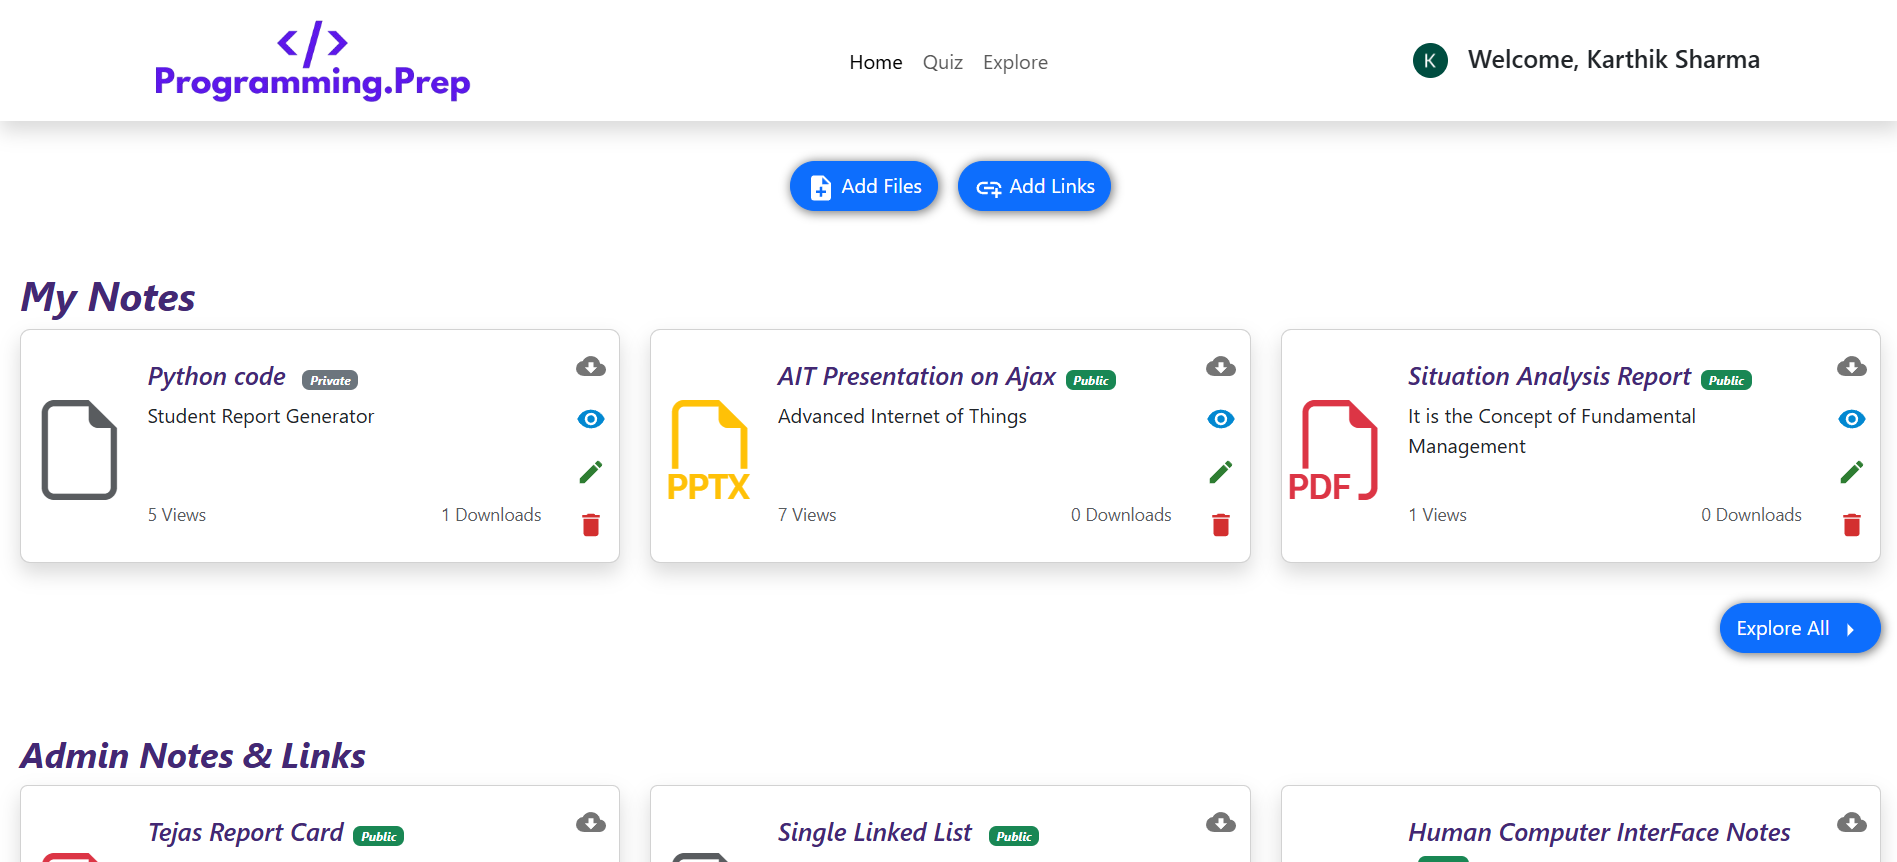 </>
Programming.Prep
Home Quiz Explore
K Welcome, Karthik Sharma
Add Files Add Links
My Notes
Python code Private
Student Report Generator
5 Views 1 Downloads
PPTX
AIT Presentation on Ajax Public
Advanced Internet of Things
7 Views 0 Downloads
PDF
Situation Analysis Report Public
It is the Concept of Fundamental
Management
1 Views 0 Downloads
Explore All
Admin Notes & Links
Tejas Report Card Public
Single Linked List Public
Human Computer InterFace Notes